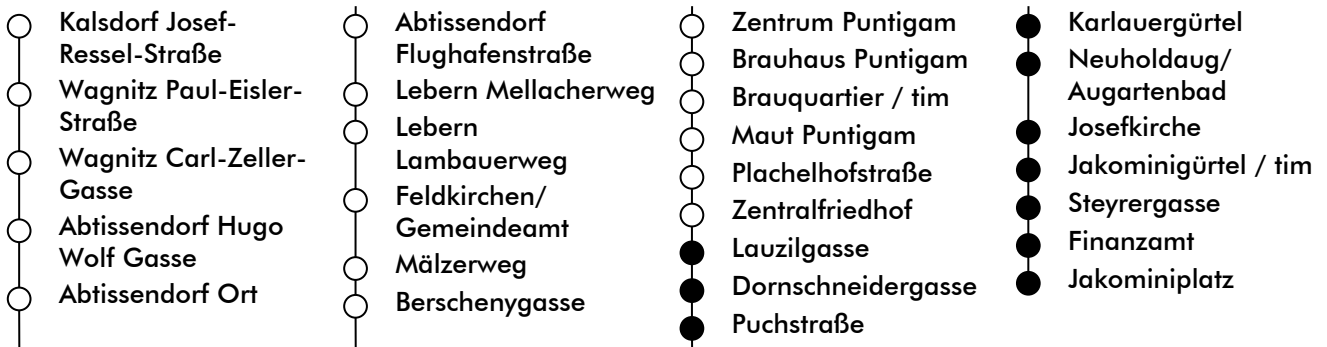 Kalsdorf Josef-
Ressel-Straße
Wagnitz Paul-Eisler-
Straße
Wagnitz Carl-Zeller-
Gasse
Abtissendorf Hugo
Wolf Gasse
Abtissendorf Ort
Abtissendorf
Flughafenstraße
Lebern Mellacherweg
Lebern
Lambauerweg
Feldkirchen/
Gemeindeamt
Mälzerweg
Berschenygasse
Zentrum Puntigam
Brauhaus Puntigam
Brauquartier / tim
Maut Puntigam
Plachelhofstraße
Zentralfriedhof
Lauzilgasse
Dornschneidergasse
Puchstraße
Karlauergürtel
Neuholdaug/
Augartenbad
Josefkirche
Jakominigürtel / tim
Steyrergasse
Finanzamt
Jakominiplatz